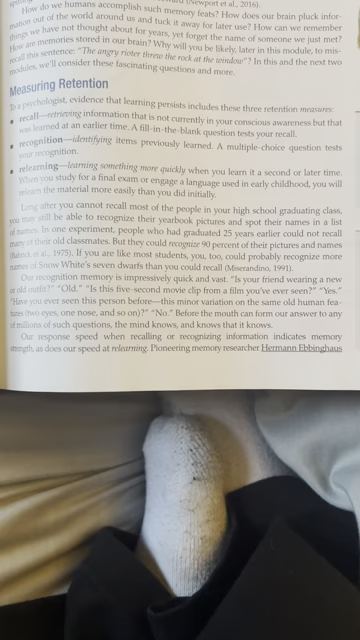 (Newport et al., 2016).
How do humans accomplish such memory feats? How does our brain pluck infor-
mation out of the world around us and tuck it away for later use? How can we remember
things we have not thought about for years, yet forget the name of someone we just met?
How are memories stored in our brain? Why will you be likely, later in this module, to mis-
recall this sentence: "The angry rioter threw the rock at the window"? In this and the next two
modules, we'll consider these fascinating questions and more.
Measuring Retention
To a psychologist, evidence that learning persists includes these three retention measures:
• recall—retrieving information that is not currently in your conscious awareness but that
was learned at an earlier time. A fill-in-the-blank question tests your recall.
• recognition—identifying items previously learned. A multiple-choice question tests
your recognition.
• relearning—learning something more quickly when you learn it a second or later time.
When you study for a final exam or engage a language used in early childhood, you will
relearn the material more easily than you did initially.
Long after you cannot recall most of the people in your high school graduating class,
you may still be able to recognize their yearbook pictures and spot their names in a list
of names. In one experiment, people who had graduated 25 years earlier could not recall
many of their old classmates. But they could recognize 90 percent of their pictures and names
(Bahrick et al., 1975). If you are like most students, you, too, could probably recognize more
names of Snow White's seven dwarfs than you could recall (Miserandino, 1991).
Our recognition memory is impressively quick and vast. "Is your friend wearing a new
or old outfit?" "Old." "Is this five-second movie clip from a film you've ever seen?" "Yes."
"Have you ever seen this person before—this minor variation on the same old human fea-
tures (two eyes, one nose, and so on)?" "No." Before the mouth can form our answer to any
of millions of such questions, the mind knows, and knows that it knows.
Our response speed when recalling or recognizing information indicates memory
strength, as does our speed at relearning. Pioneering memory researcher Hermann Ebbinghaus